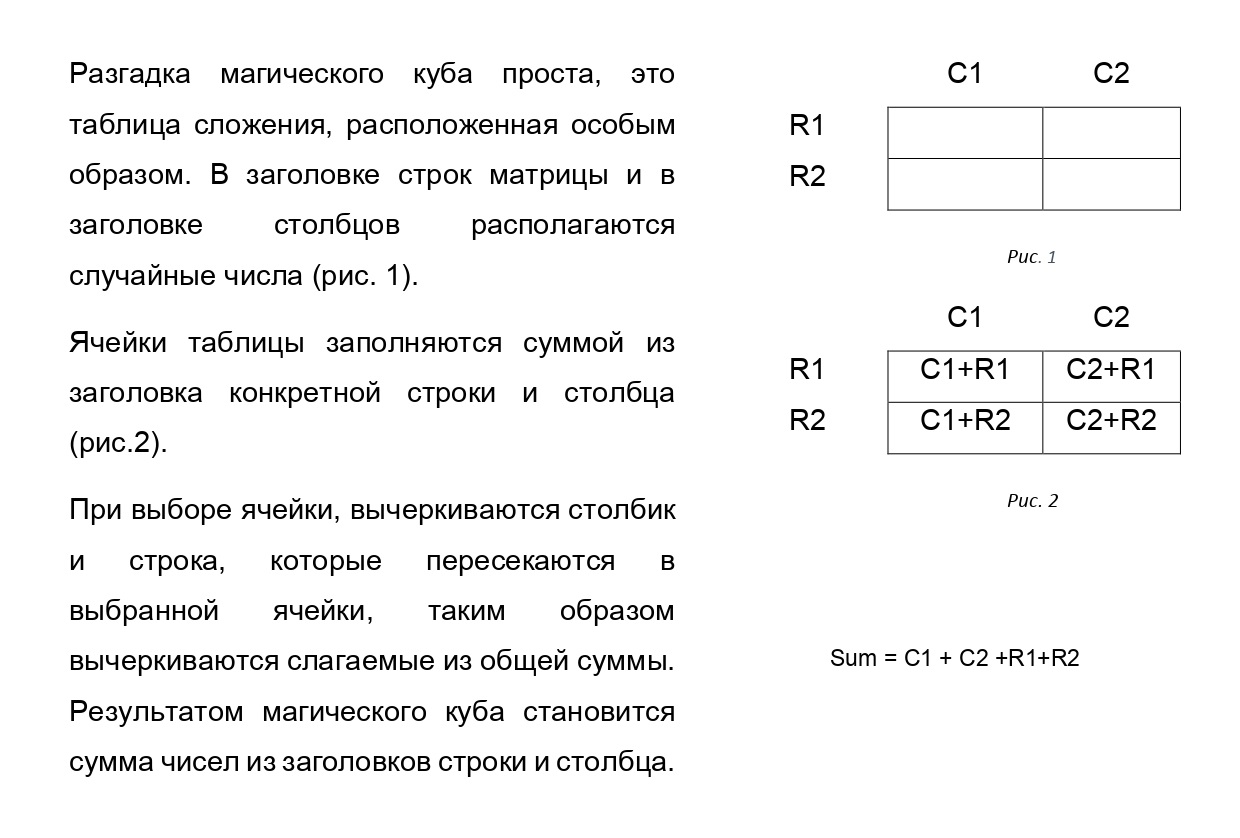 Разгадка магического куба проста, это
таблица сложения, расположенная особым
образом. В заголовке строк матрицы и в
заголовке столбцов располагаются
случайные числа (рис. 1).
Ячейки таблицы заполняются суммой из
заголовка конкретной строки и столбца
(рис.2).
При выборе ячейки, вычеркиваются столбик
и строка, которые пересекаются в
выбранной ячейки, таким образом
вычеркиваются слагаемые из общей суммы.
Результатом магического куба становится
сумма чисел из заголовков строки и столбца.
C1 C2
R1
R2
Рис. 1
C1 C2
R1 C1+R1 C2+R1
R2 C1+R2 C2+R2
Рис. 2
Sum = C1 + C2 +R1+R2